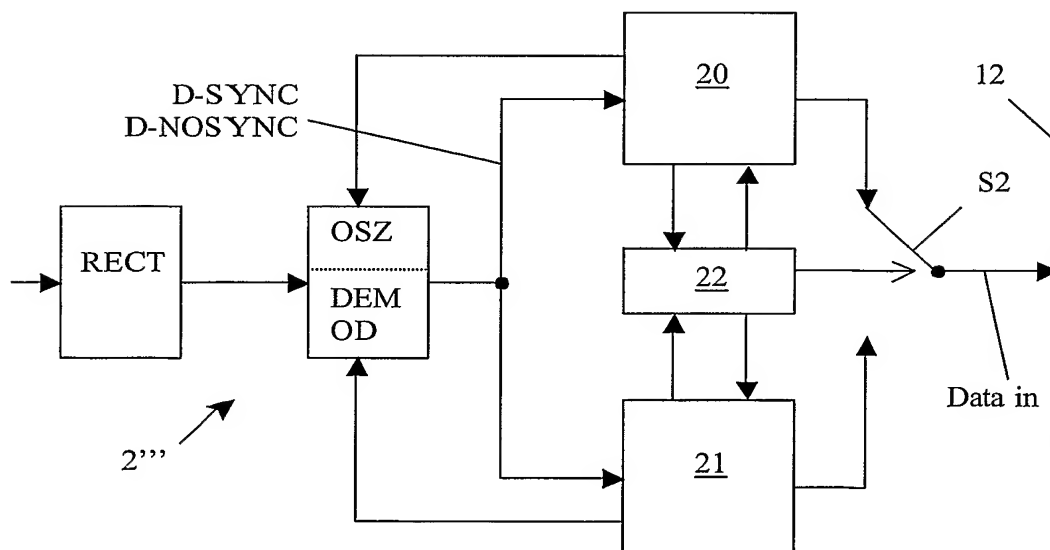 20
12
D-SYNC
D-NOSYNC
S2
OSZ
RECT
22
DEM
OD
Data in
2’’’
21